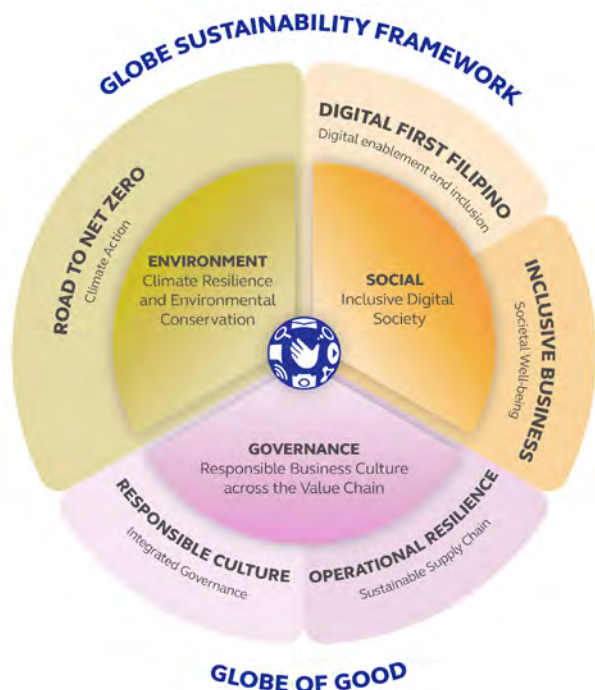 GLOBE SUSTAINABILITY FRAMEWORK
ROAD TO NET ZERO
Climate Action
DIGITAL FIRST FILIPINO
Digital enablement and inclusion
INCLUSIVE BUSINESS
Societal Well-being
ENVIRONMENT
Climate Resilience
and Environmental
Conservation
SOCIAL
Inclusive Digital
Society
GOVERNANCE
Responsible Business Culture
across the Value Chain
RESPONSIBLE CULTURE
Integrated Governance
OPERATIONAL RESILIENCE
Sustainable Supply Chain
GLOBE OF GOOD